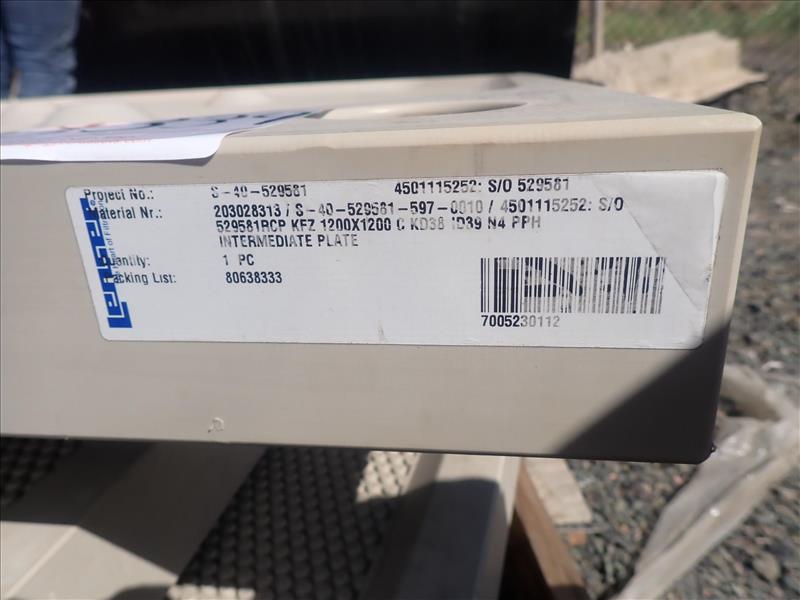 Project No.: S-40-529581 4501115252: S/O 529581
Material Nr.: 203028313 / S-40-529581-597-0010 / 4501115252: S/O
529581RCP KFZ 1200X1200 C KD38 ID39 N4 PPH
INTERMEDIATE PLATE
Quantity: 1 PC
Packing List: 80638333
7005230112
Lenser